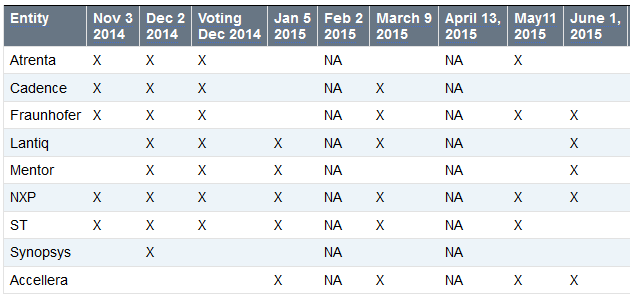 Entity Nov 3 2014 Dec 2 2014 Voting Dec 2014 Jan 5 2015 Feb 2 2015 March 9 2015 April 13, 2015 May11 2015 June 1, 2015
Atrenta X X X NA NA X
Cadence X X X NA X NA
Fraunhofer X X X NA X NA X X
Lantiq X X X NA X NA X
Mentor X X X NA NA X
NXP X X X X NA X NA X X
ST X X X X NA X NA X
Synopsys X NA NA
Accellera X NA X NA X X